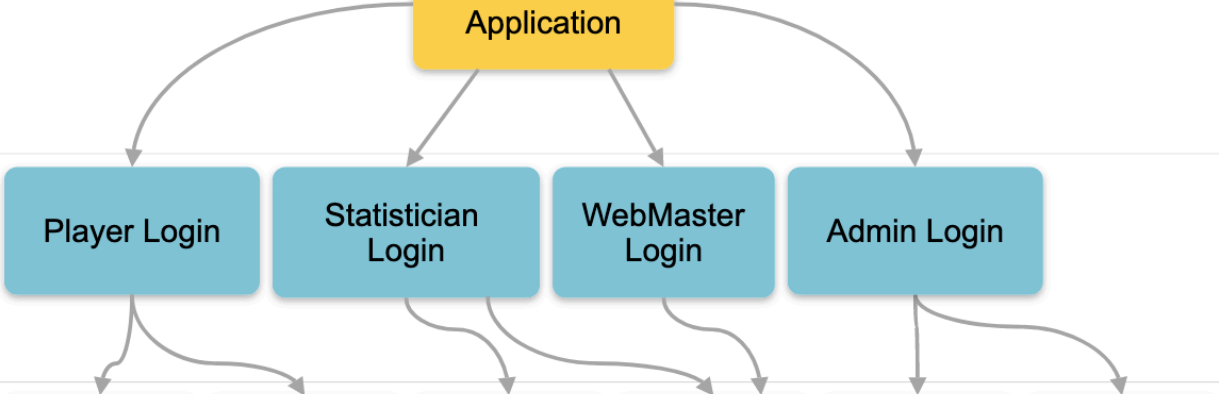 Application
Player Login
Statistician
Login
WebMaster
Login
Admin Login